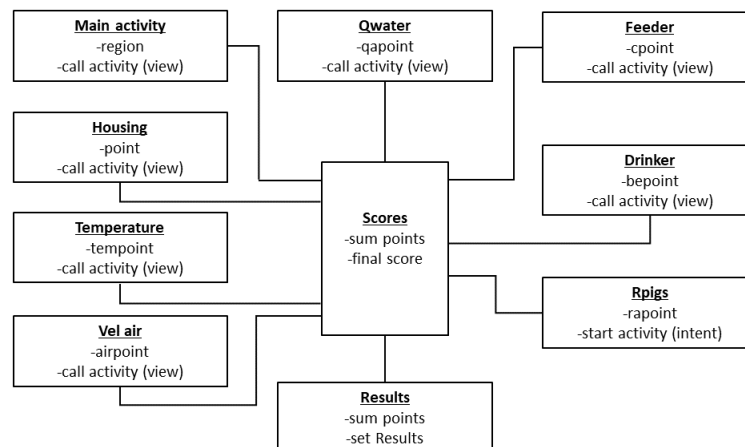 Main activity
-region
-call activity (view)
Qwater
-qapoint
-call activity (view)
Feeder
-cpoint
-call activity (view)
Housing
-point
-call activity (view)
Drinker
-bepoint
-call activity (view)
Scores
-sum points
-final score
Temperature
-tempoint
-call activity (view)
Rpigs
-rapoint
-start activity (intent)
Vel air
-airpoint
-call activity (view)
Results
-sum points
-set Results